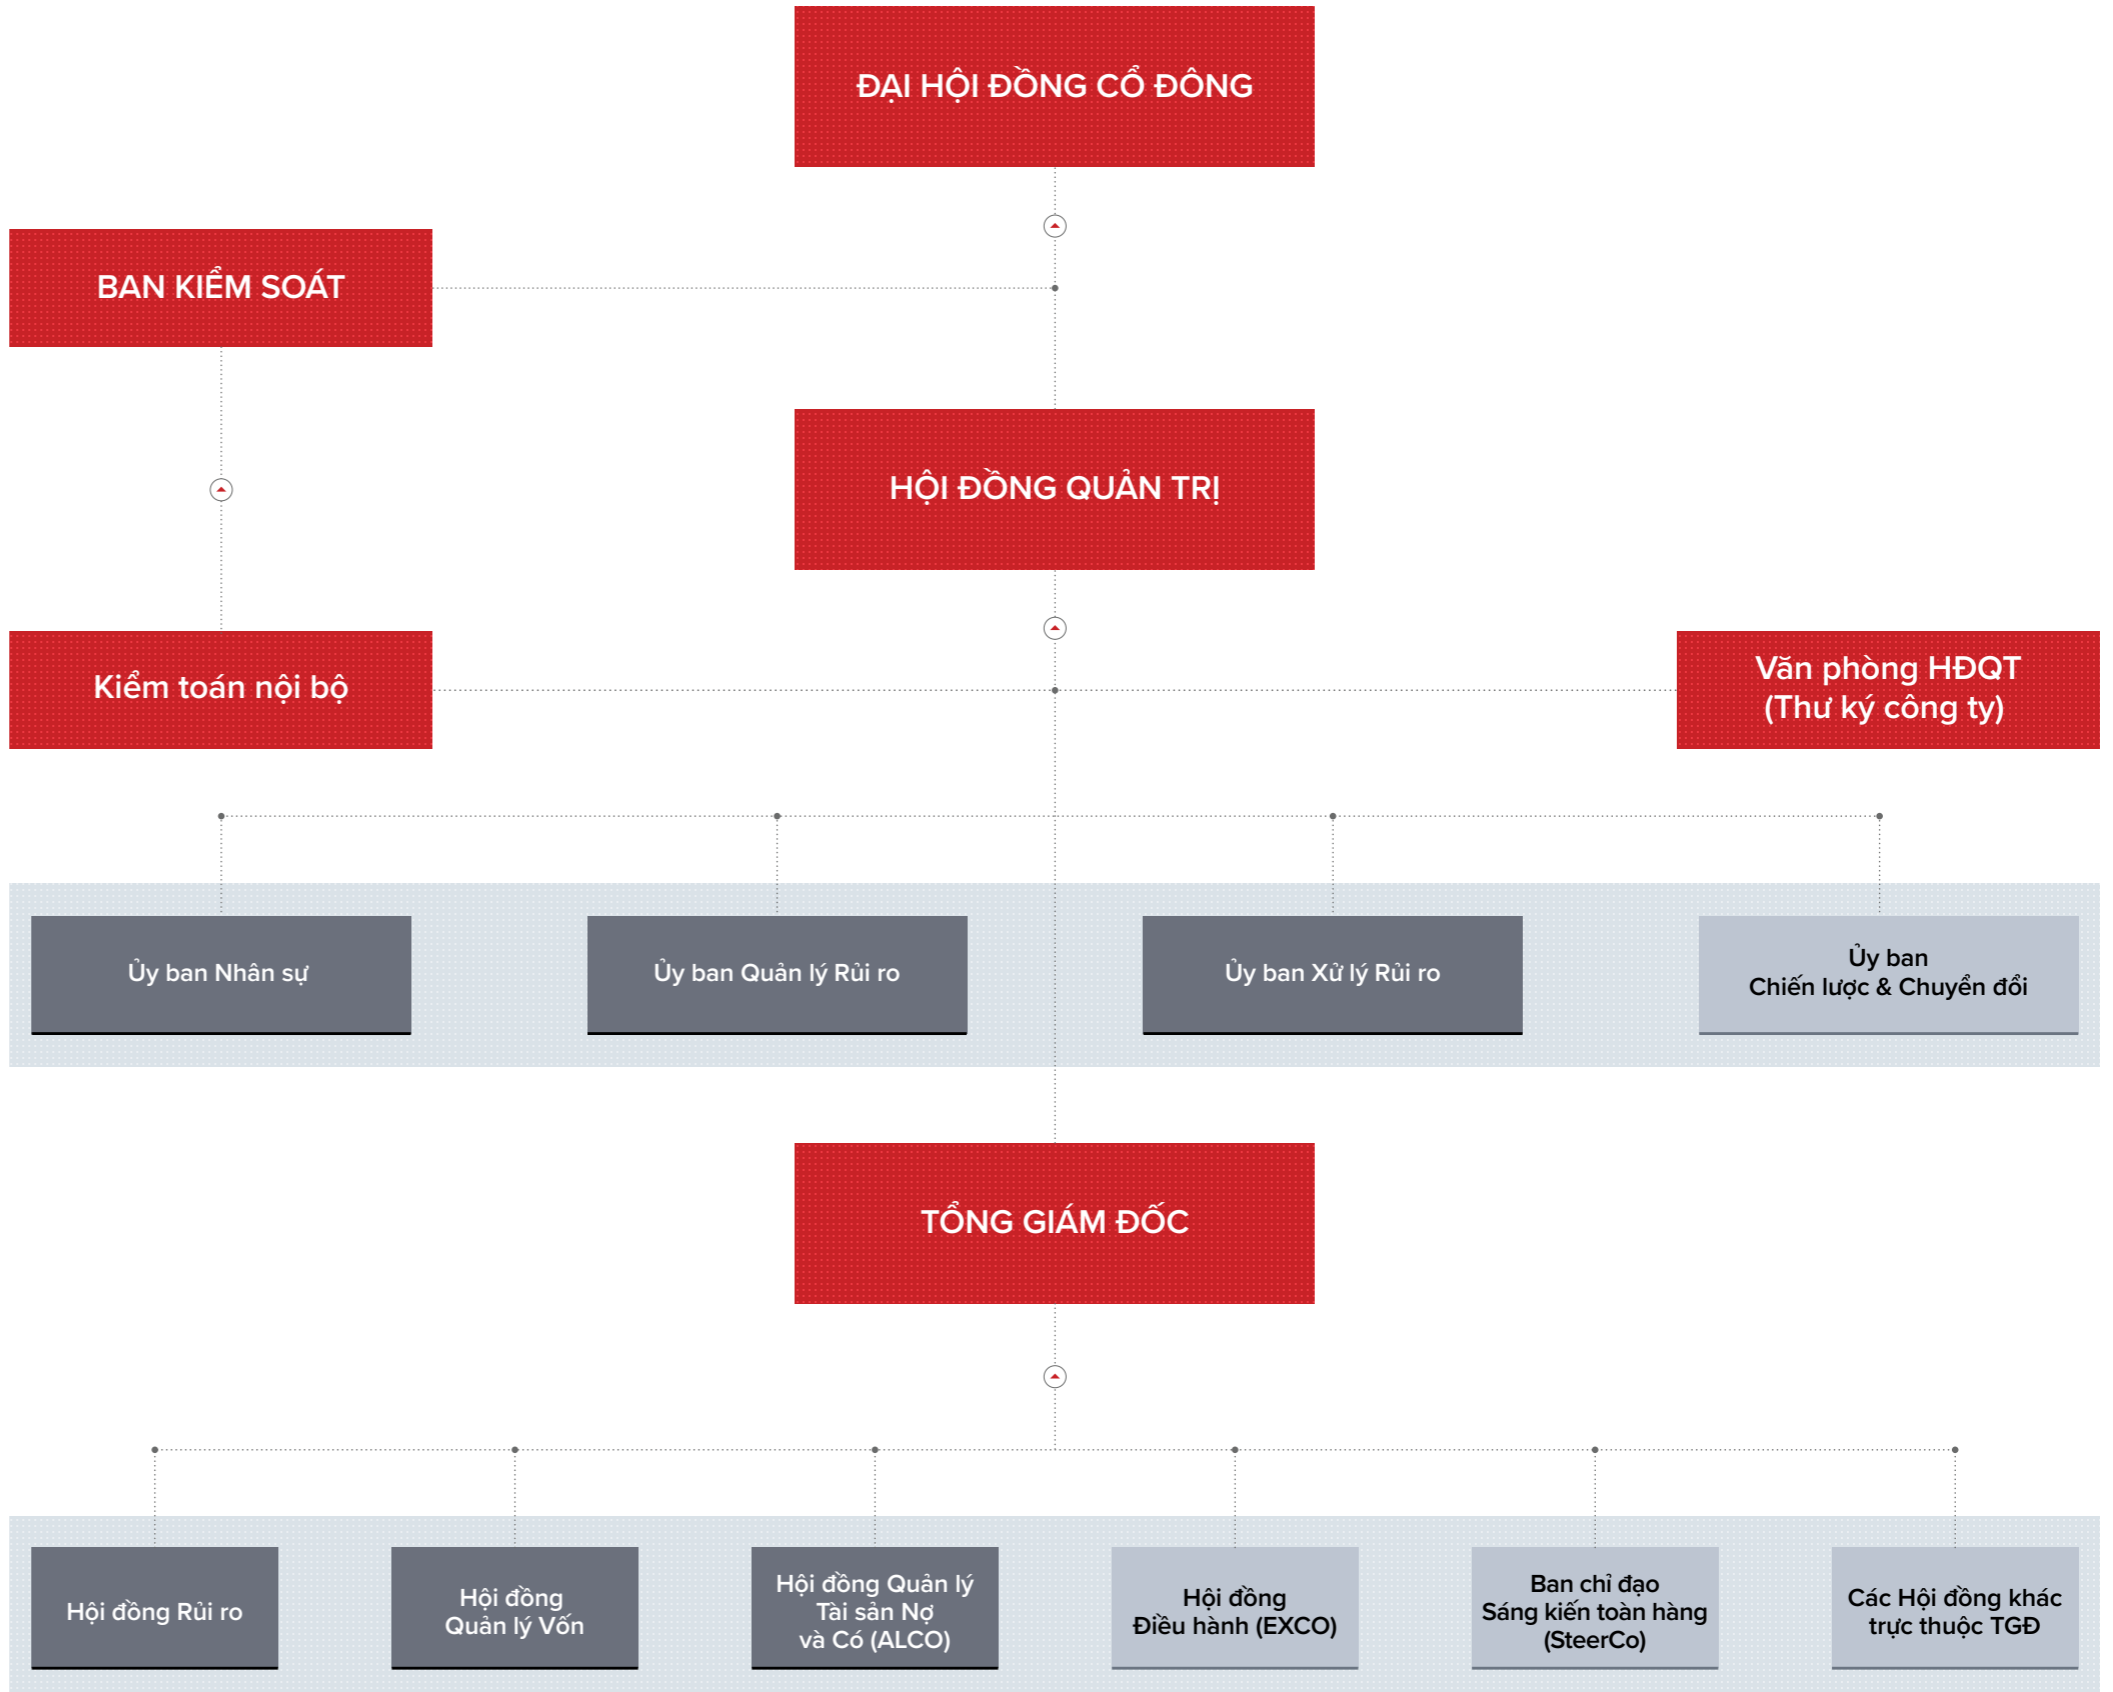 ĐẠI HỘI ĐỒNG CỔ ĐÔNG
BAN KIỂM SOÁT
HỘI ĐỒNG QUẢN TRỊ
Kiểm toán nội bộ
Văn phòng HĐQT
(Thư ký công ty)
Ủy ban Nhân sự
Ủy ban Quản lý Rủi ro
Ủy ban Xử lý Rủi ro
Ủy ban
Chiến lược & Chuyển đổi
TỔNG GIÁM ĐỐC
Hội đồng Rủi ro
Hội đồng
Quản lý Vốn
Hội đồng Quản lý
Tài sản Nợ
và Có (ALCO)
Hội đồng
Điều hành (EXCO)
Ban chỉ đạo
Sáng kiến toàn hàng
(SteerCo)
Các Hội đồng khác
trực thuộc TGĐ